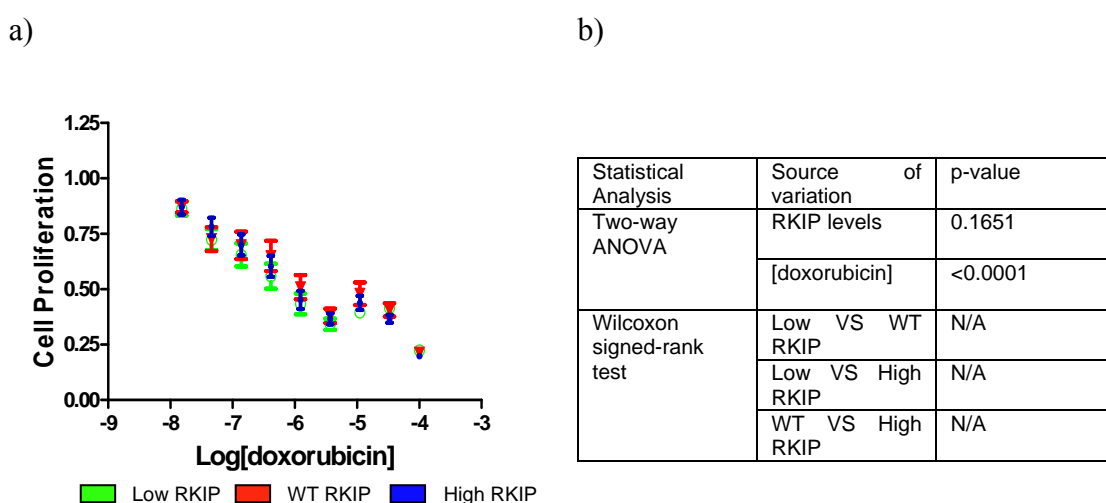 a)
b)
1.25
1.00
0.75
0.50
0.25
0.00
Cell Proliferation
-9 -8 -7 -6 -5 -4 -3
Log[doxorubicin]
Low RKIP WT RKIP High RKIP
Statistical
Analysis
Source of
variation
p-value
Two-way
ANOVA
RKIP levels
0.1651
[doxorubicin]
<0.0001
Wilcoxon
signed-rank
test
Low VS WT
RKIP
N/A
Low VS High
RKIP
N/A
WT VS High
RKIP
N/A